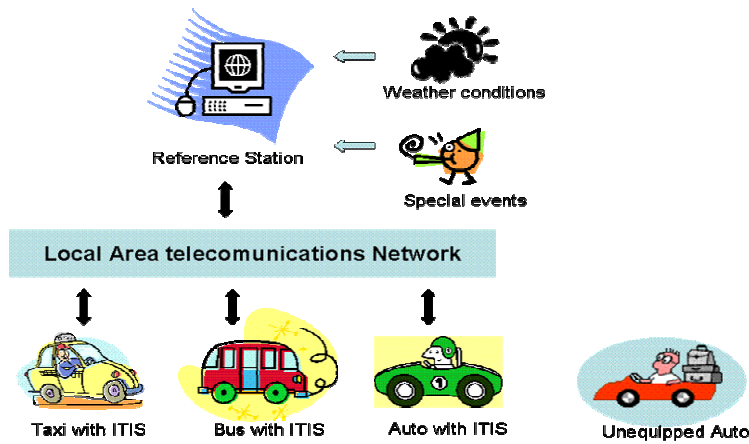 Weather conditions
Reference Station
Special events
Local Area telecomunications Network
1
Taxi with ITIS
Bus with ITIS
Auto with ITIS
Unequipped Auto